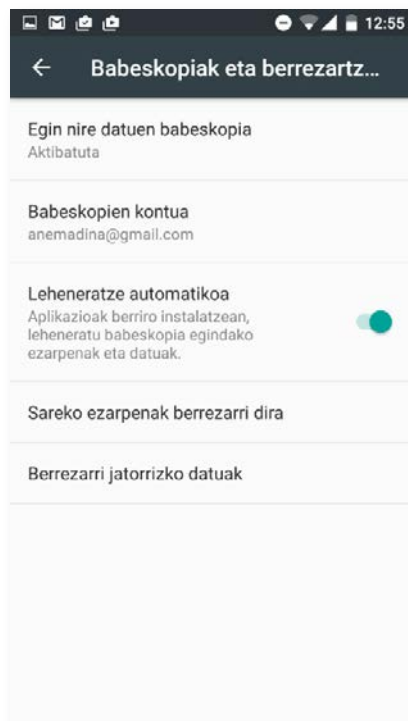 12:55
Babeskopiak eta berrezartz...
Egin nire datuen babeskopia
Aktibatuta
Babeskopien kontua
anemadina@gmail.com
Leheneratze automatikoa
Aplikazioak berriro instalatzean,
leheneratu babeskopia egindako
ezarpenak eta datuak.
Sareko ezarpenak berrezarri dira
Berrezarri jatorrizko datuak